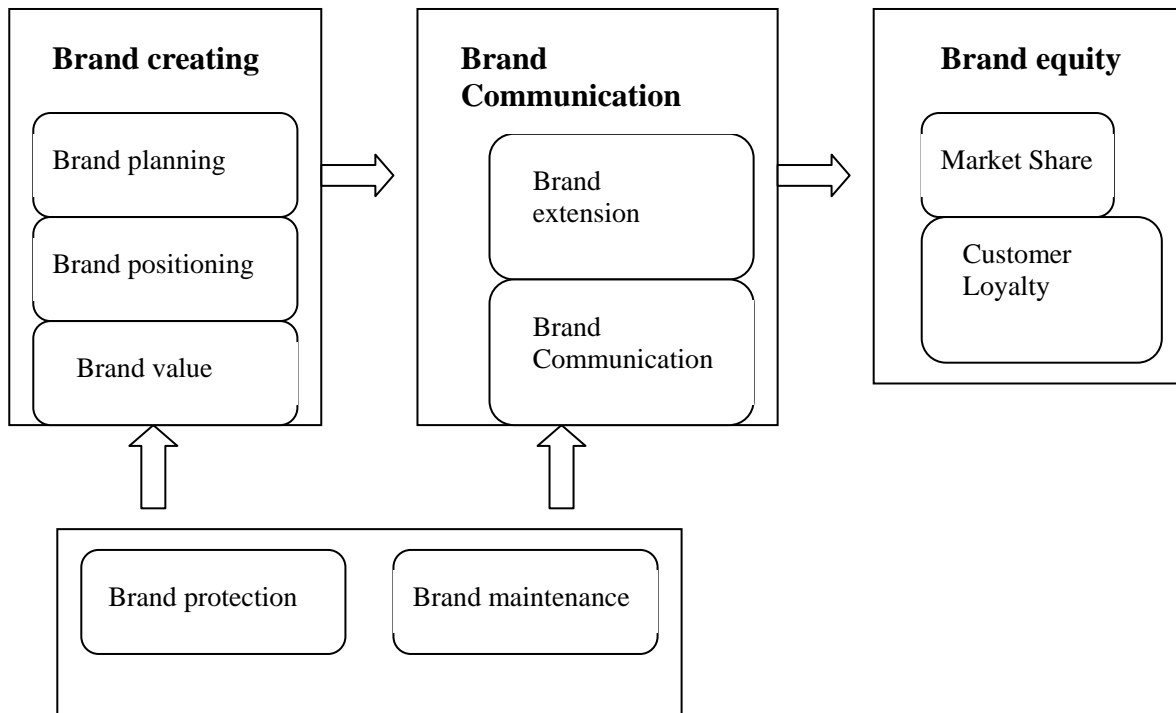 Brand creating
Brand planning
Brand positioning
Brand value
Brand
Communication
Brand
extension
Brand
Communication
Brand equity
Market Share
Customer
Loyalty
Brand protection
Brand maintenance